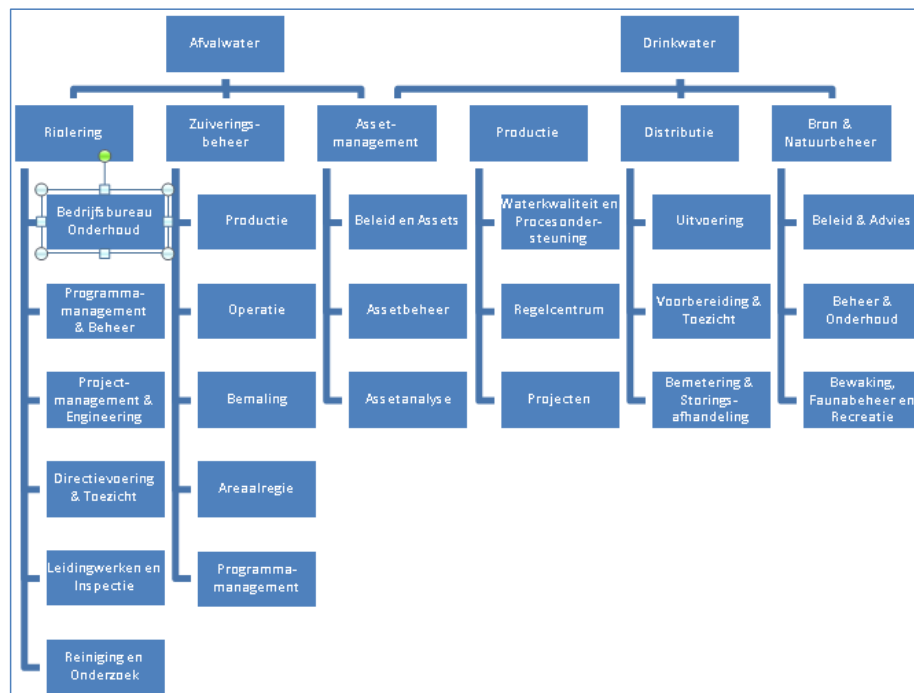 Afvalwater
Drinkwater
Riolering
Zuiverings-
beheer
Asset-
management
Productie
Distributie
Bron &
Natuurbeheer
Bedrijfsbureau
Onderhoud
Productie
Beleid en Assets
Waterkwaliteit en
Procesonder-
steuning
Uitvoering
Beleid & Advies
Programma-
management
& Beheer
Operatie
Assetbeheer
Regelcentrum
Voorbereiding &
Toezicht
Beheer &
Onderhoud
Project-
management &
Engineering
Bemaling
Assetanalyse
Projecten
Bemetering &
Storings-
afhandeling
Bewaking,
Faunabeheer en
Recreatie
Directievoering
& Toezicht
Areaalregie
Leidingwerken en
Inspectie
Programma-
management
Reiniging en
Onderzoek